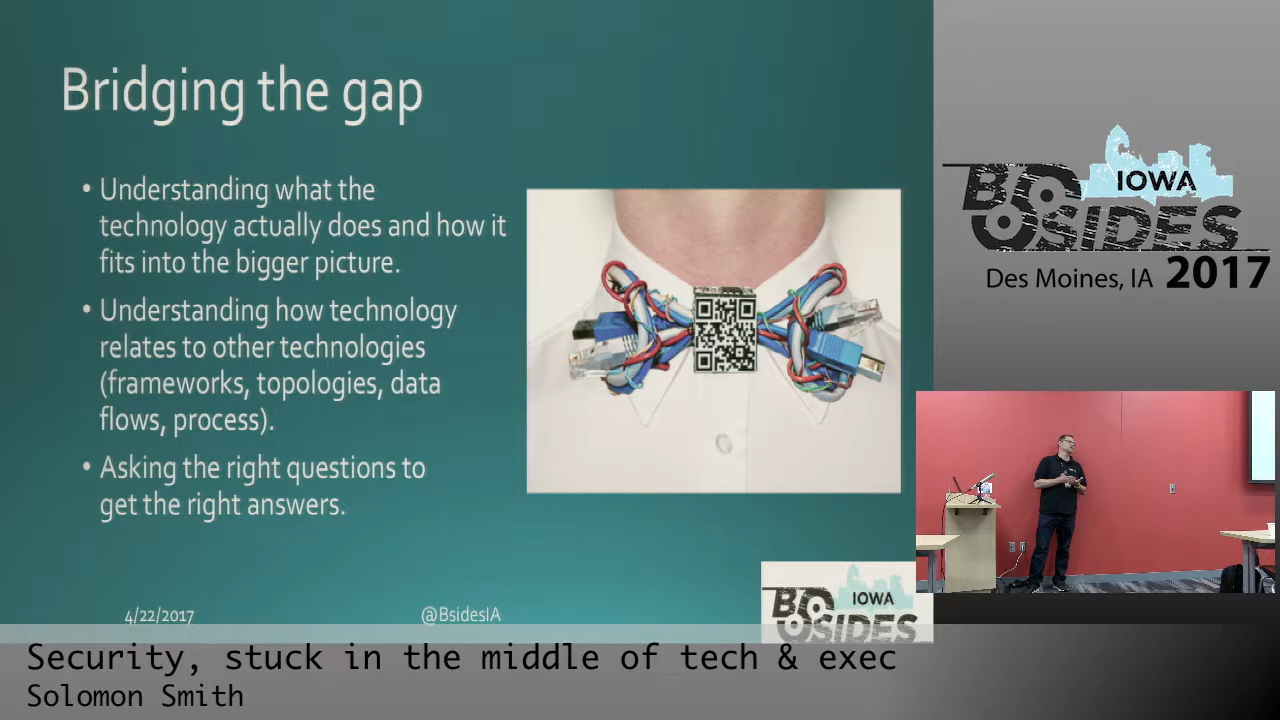 Bridging the gap
• Understanding what the
technology actually does and how it
fits into the bigger picture.
• Understanding how technology
relates to other technologies
(frameworks, topologies, data
flows, process).
• Asking the right questions to
get the right answers.
4/22/2017
@BsidesIA
IOWA
BSIDES
IOWA
BSIDES
Des Moines, IA 2017
Security, stuck in the middle of tech & exec
Solomon Smith